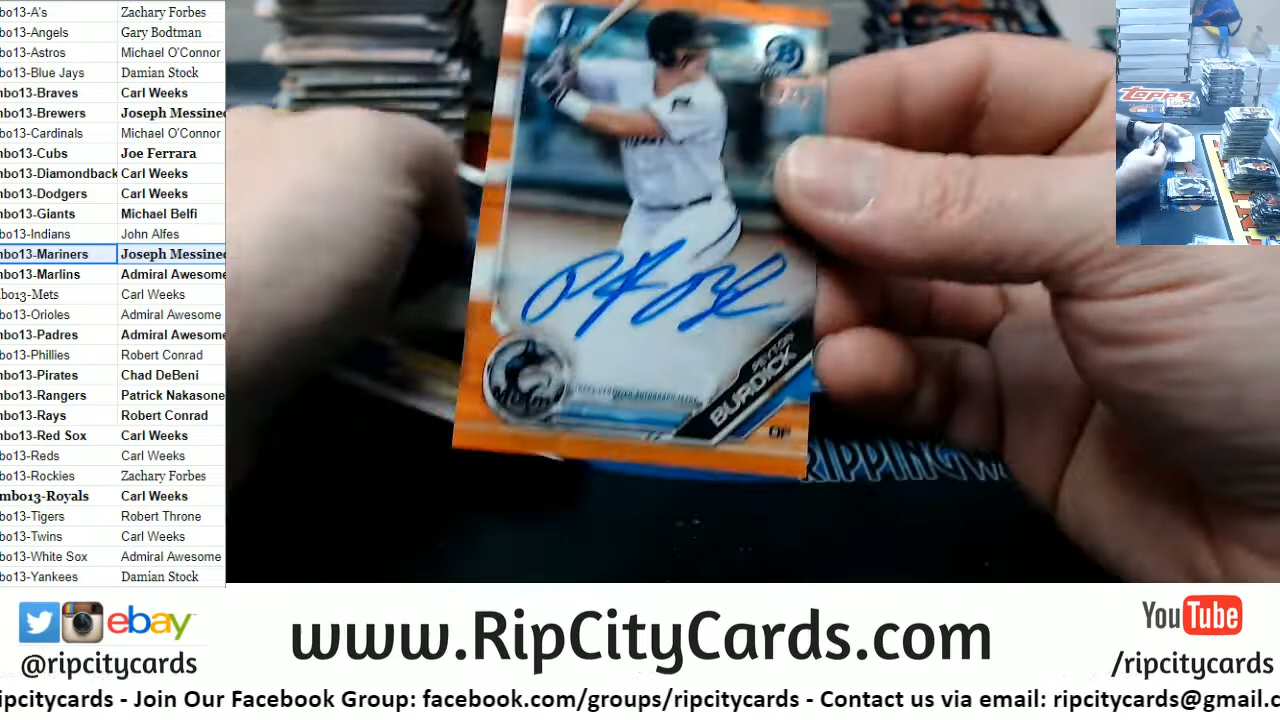 bo13-A's Zachary Forbes
bo13-Angels Gary Bodtman
bo13-Astros Michael O'Connor
bo13-Blue Jays Damian Stock
nbo13-Braves Carl Weeks
nbo13-Brewers Joseph Messine
nbo13-Cardinals Michael O'Connor
nbo13-Cubs Joe Ferrara
nbo13-Diamondback Carl Weeks
nbo13-Dodgers Carl Weeks
nbo13-Giants Michael Belfi
nbo13-Indians John Alfes
nbo13-Mariners Joseph Messine
nbo13-Marlins Admiral Awesome
bo13-Mets Carl Weeks
bo13-Orioles Admiral Awesome
nbo13-Padres Admiral Awesome
bo13-Phillies Robert Conrad
nbo13-Pirates Chad DeBeni
nbo13-Rangers Patrick Nakasone
nbo13-Rays Robert Conrad
nbo13-Red Sox Carl Weeks
bo13-Reds Carl Weeks
bo13-Rockies Zachary Forbes
mbo13-Royals Carl Weeks
bo13-Tigers Robert Throne
bo13-Twins Carl Weeks
bo13-White Sox Admiral Awesome
bo13-Yankees Damian Stock
PEYTON
BURDICK
OF
RIPPINGW
TOPPS
ebay
@ripcitycards
www.RipCityCards.com
YouTube
/ripcitycards
ipcitycards - Join Our Facebook Group: facebook.com/groups/ripcitycards - Contact us via email: ripcitycards@gmail.c